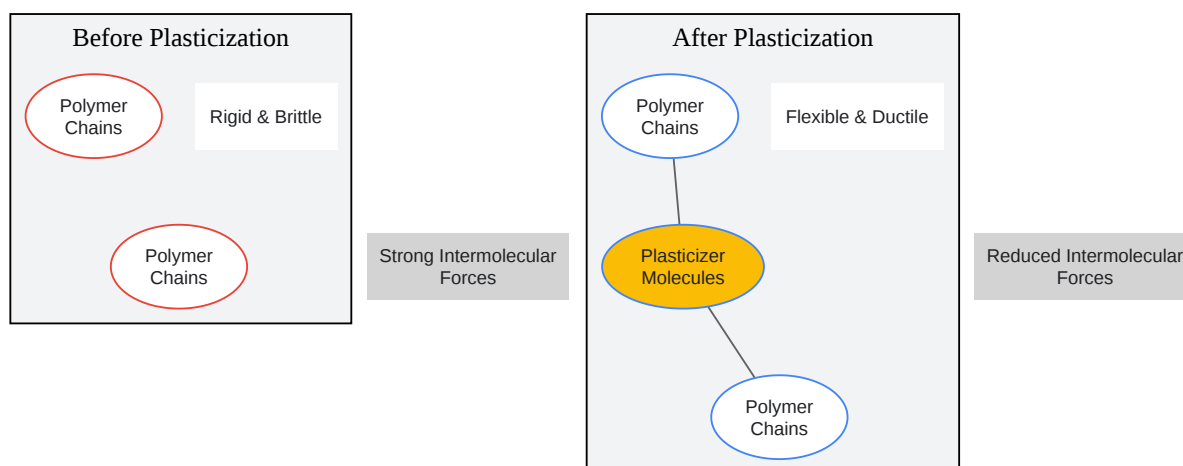 Before Plasticization
Polymer
Chains
Rigid & Brittle
Polymer
Chains
Strong Intermolecular
Forces
After Plasticization
Polymer
Chains
Flexible & Ductile
Plasticizer
Molecules
Polymer
Chains
Reduced Intermolecular
Forces